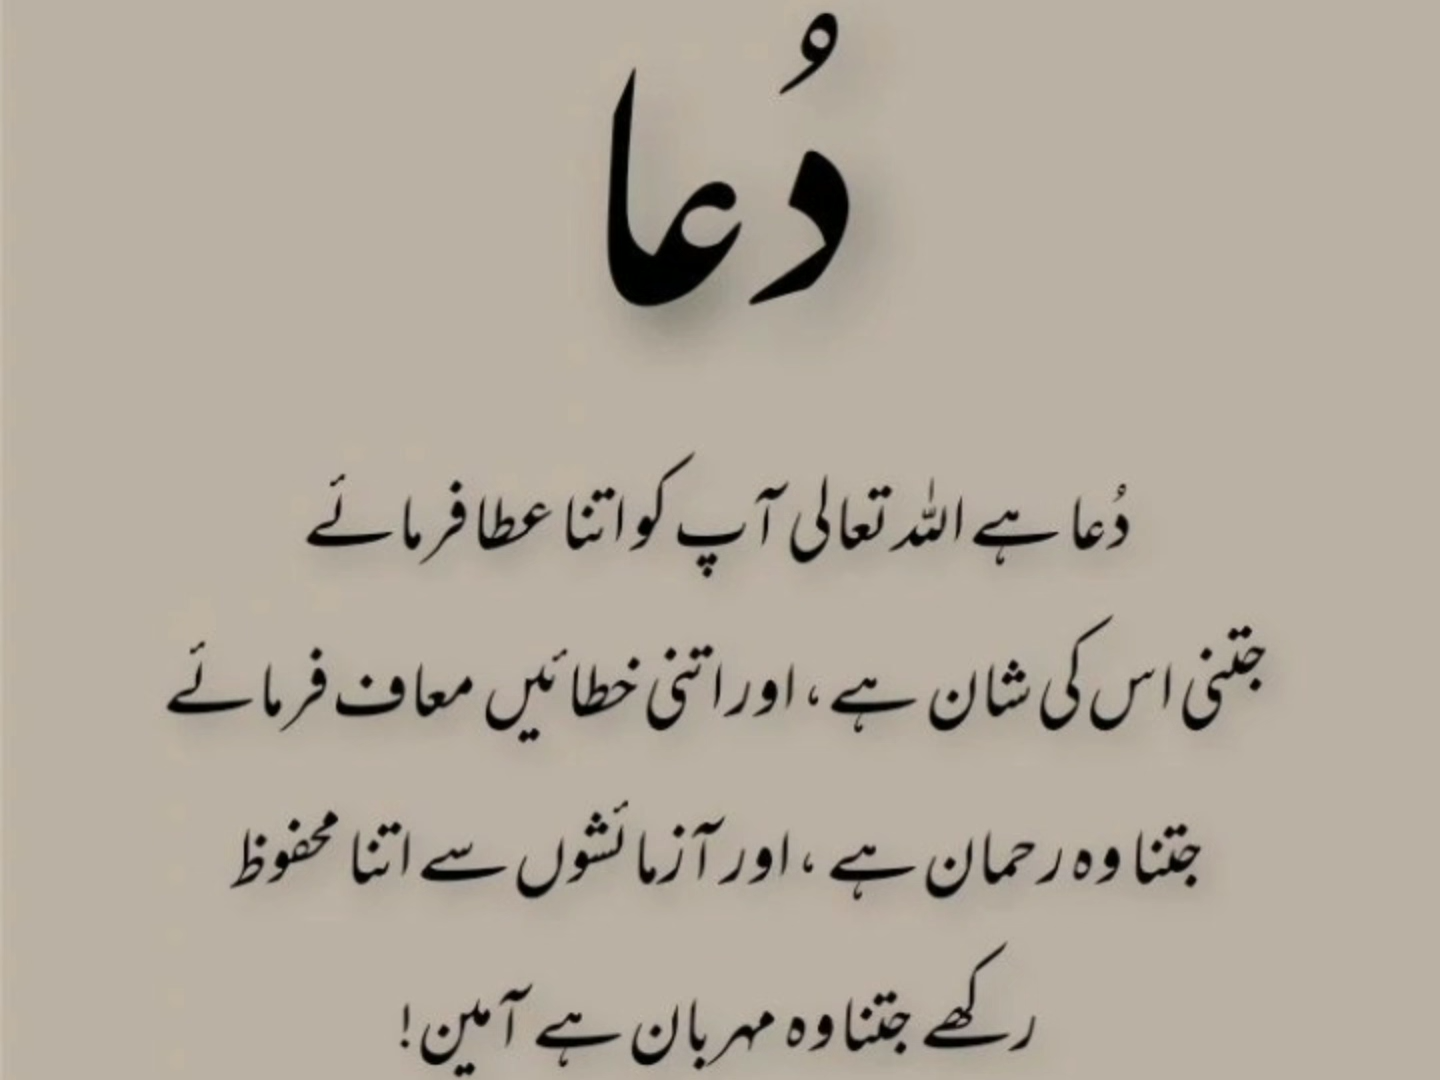 دُعا
دُعا ہے اللہ تعالی آپ کو اتنا عطا فرمائے
جتنی اس کی شان ہے ، اور اتنی خطائیں معاف فرمائے
جتنا وہ رحمان ہے ، اور آزمائشوں سے اتنا محفوظ
رکھے جتنا وہ مہربان ہے آمین!